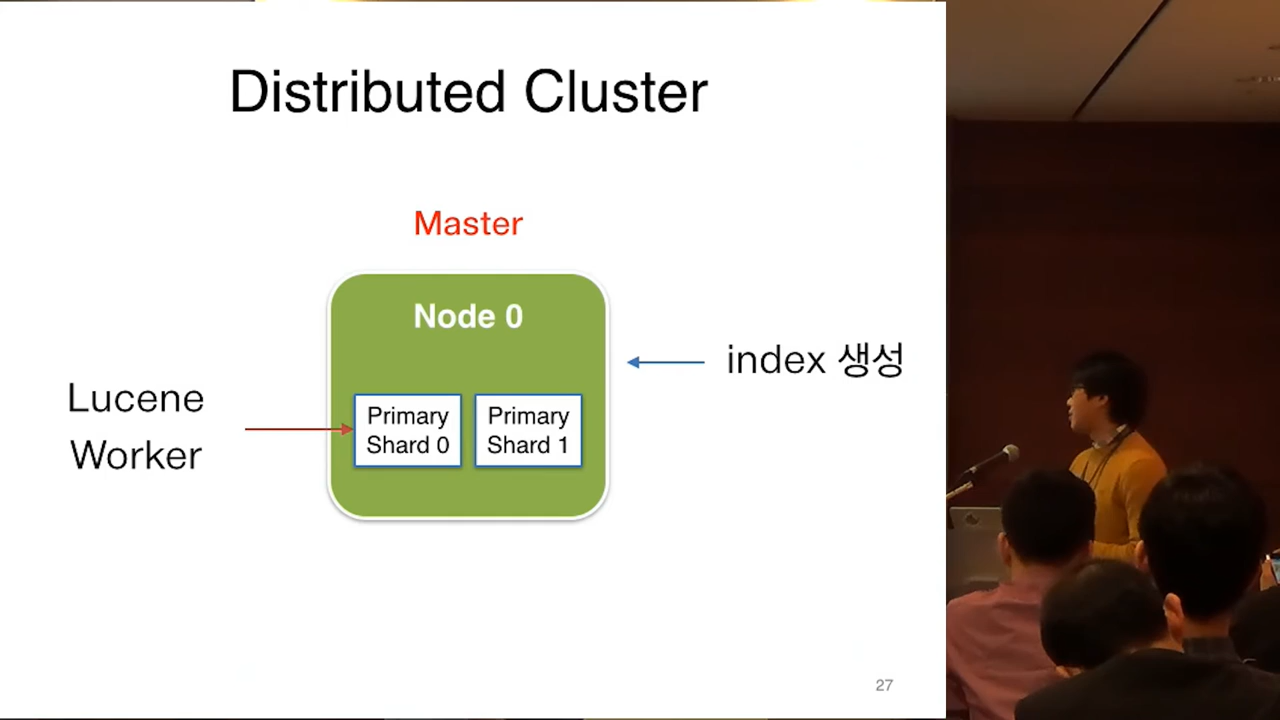 Distributed Cluster
Master
Node 0
index 생성
Lucene
Worker
Primary
Shard 0
Primary
Shard 1
27